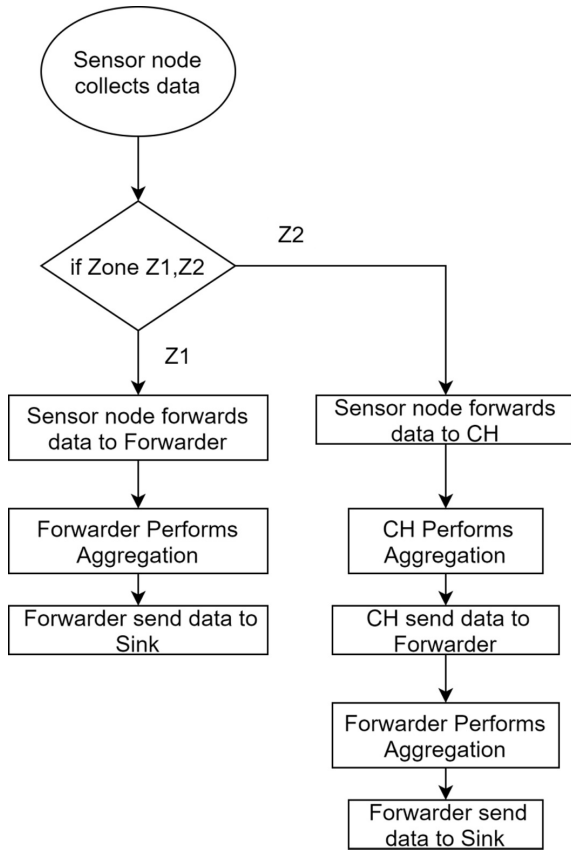 Sensor node
collects data
if Zone Z1,Z2
Z2
Z1
Sensor node forwards
data to Forwarder
Forwarder Performs
Aggregation
Forwarder send data to
Sink
Sensor node forwards
data to CH
CH Performs
Aggregation
CH send data to
Forwarder
Forwarder Performs
Aggregation
Forwarder send
data to Sink